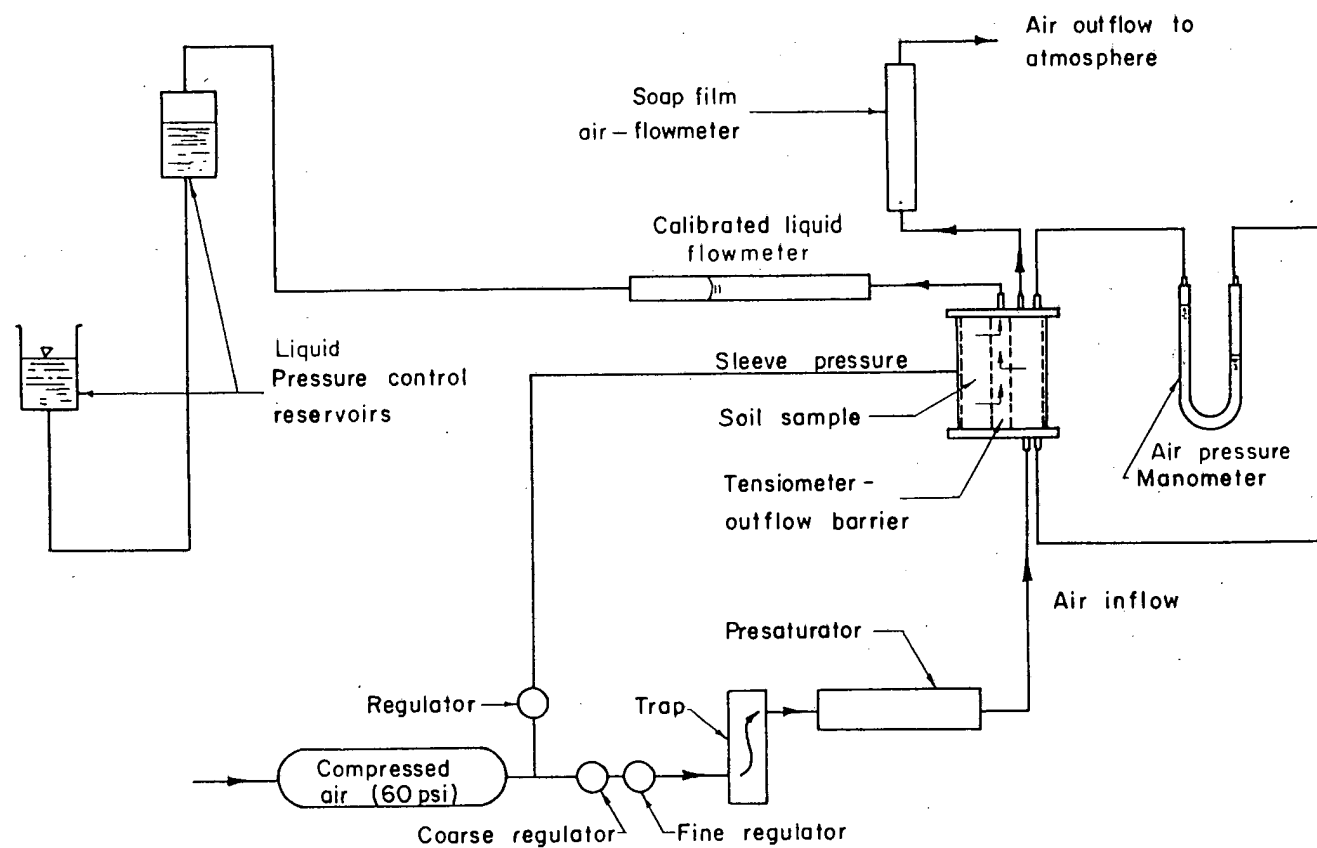 Air outflow to
atmosphere
Soap film
air-flowmeter
Calibrated liquid
flowmeter
Liquid
Pressure control
reservoirs
Sleeve pressure
Soil sample
Tensiometer-
outflow barrier
Air pressure
Manometer
Air inflow
Presaturator
Regulator
Trap
Compressed
air (60 psi)
Coarse regulator
Fine regulator